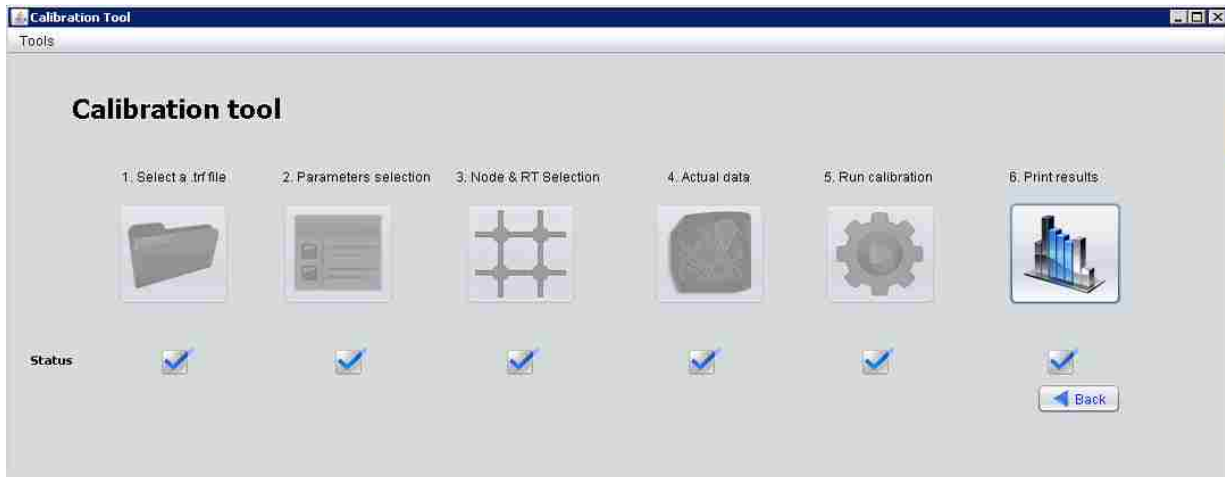 Calibration Tool
Tools
Calibration tool
1. Select a .trf file
2. Parameters selection
3. Node & RT Selection
4. Actual data
5. Run calibration
6. Print results
Status
Back